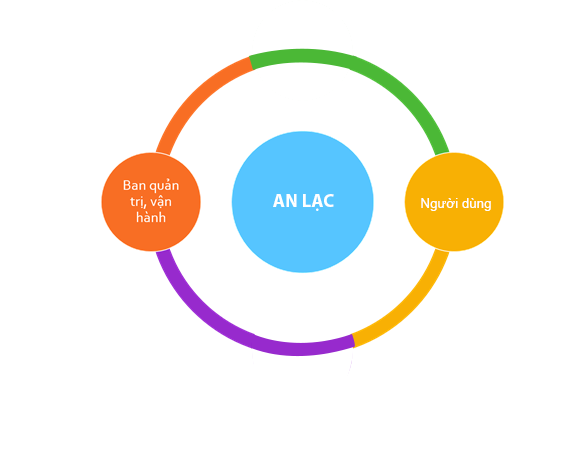 Ban quản
trị, vận
hành
AN LẠC
Người dùng